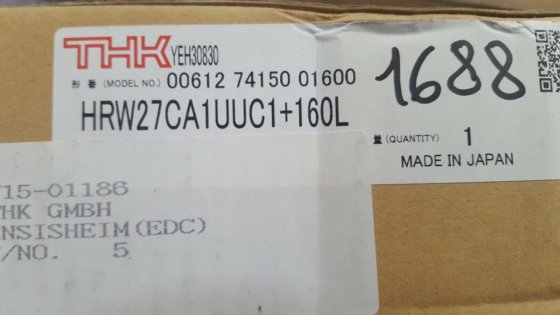 THK YEH30830
形 番 (MODEL NO.) 00612 74150 01600
HRW27CA1UUC1+160L
1688
量 (QUANTITY) 1
MADE IN JAPAN
15-01186
HK GMBH
NSISHEIM(EDC)
/NO. 5